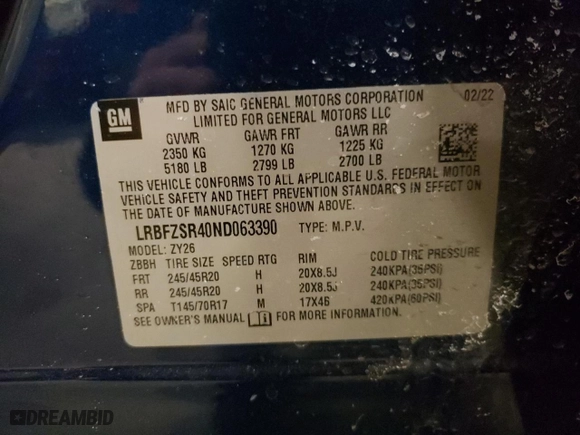 GM
MFD BY SAIC GENERAL MOTORS CORPORATION 02/22
LIMITED FOR GENERAL MOTORS LLC
GVWR GAWR FRT GAWR RR
2350 KG 1270 KG 1225 KG
5180 LB 2799 LB 2700 LB
THIS VEHICLE CONFORMS TO ALL APPLICABLE U.S. FEDERAL MOTOR
VEHICLE SAFETY AND THEFT PREVENTION STANDARDS IN EFFECT ON
THE DATE OF MANUFACTURE SHOWN ABOVE.
LRBFZSR40ND063390 TYPE: M.P.V.
MODEL: ZY26
ZBBH TIRE SIZE SPEED RTG RIM COLD TIRE PRESSURE
FRT 245/45R20 H 20X8.5J 240KPA(35PSI)
RR 245/45R20 H 20X8.5J 240KPA(35PSI)
SPA T145/70R17 M 17X46 420KPA(60PSI)
SEE OWNER'S MANUAL FOR MORE INFORMATION.
DREAMBID